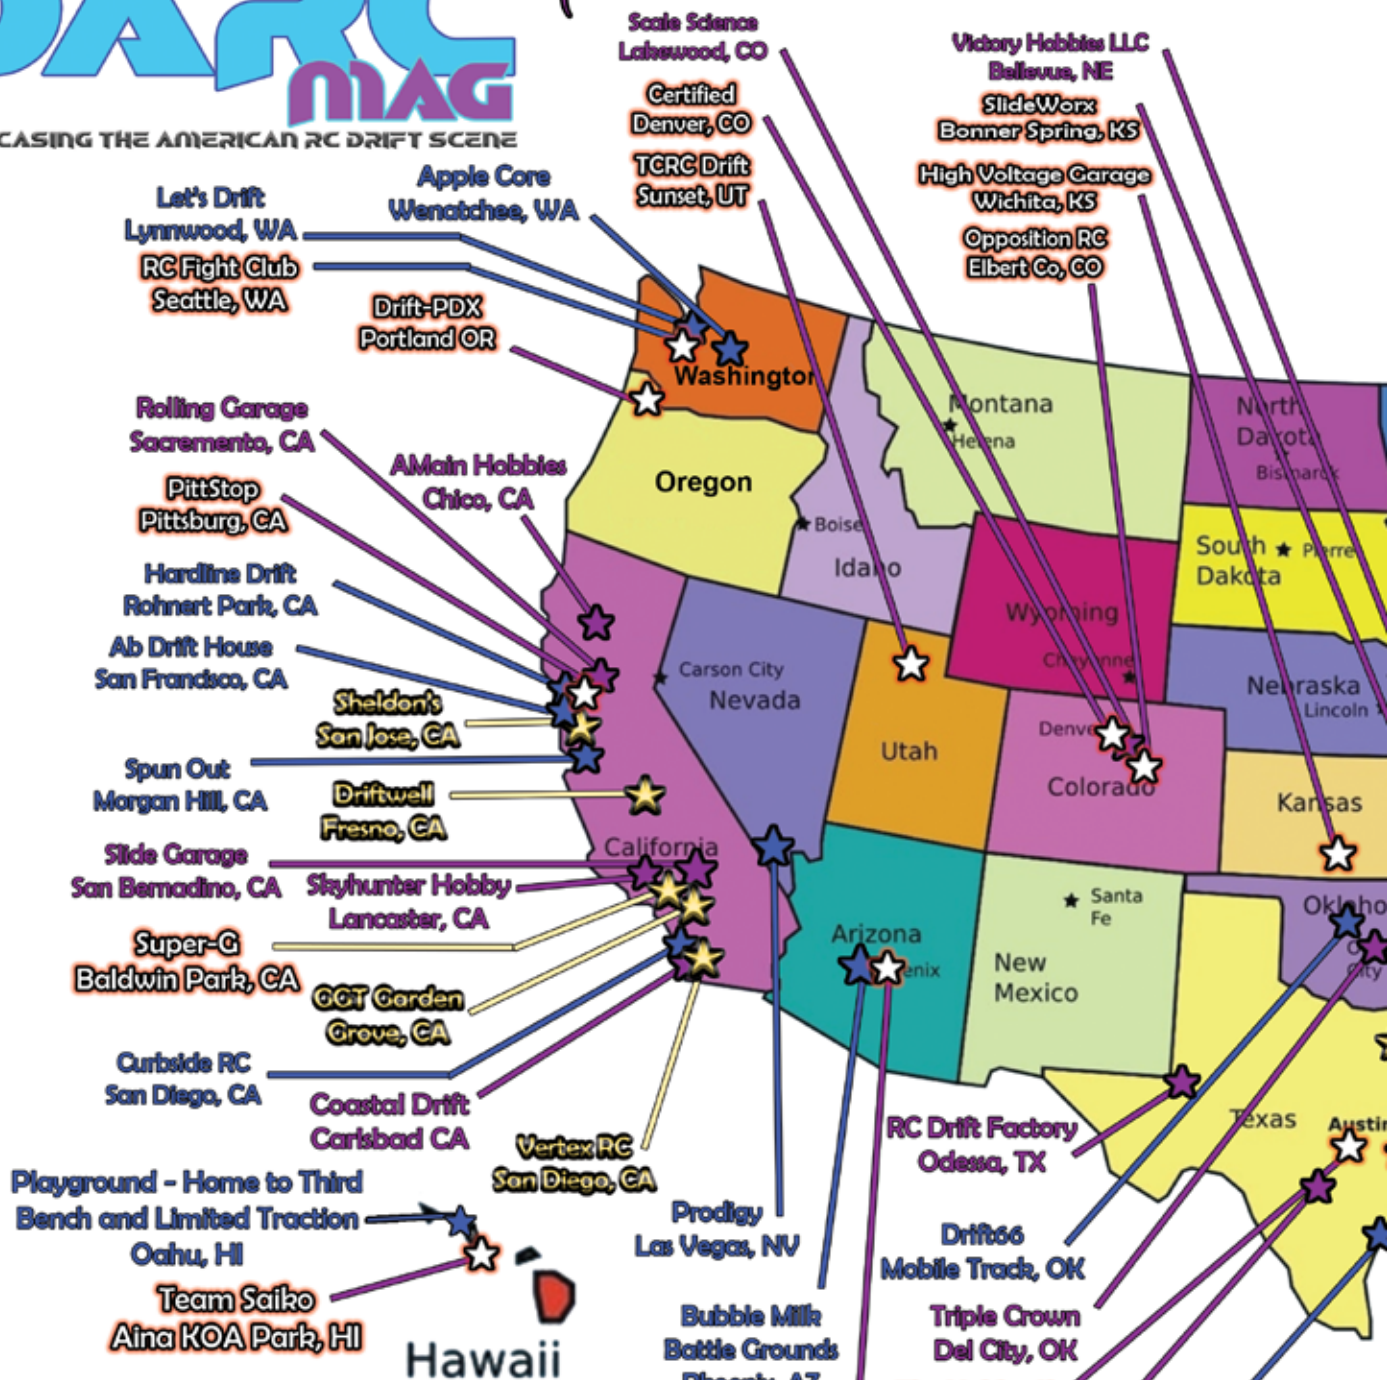 MAG
CASING THE AMERICAN RC DRIFT SCENE
Scale Science
Lakewood, CO
Certified
Denver, CO
TCRC Drift
Sunset, UT
Victory Hobbies LLC
Bellevue, NE
SlideWorx
Bonner Spring, KS
High Voltage Garage
Wichita, KS
Opposition RC
Elbert Co, CO
Let's Drift
Lynnwood, WA
Apple Core
Wenatchee, WA
RC Fight Club
Seattle, WA
Drift-PDX
Portland OR
Rolling Garage
Sacremento, CA
AMain Hobbies
Chico, CA
PittStop
Pittsburg, CA
Hardline Drift
Rohnert Park, CA
Ab Drift House
San Francisco, CA
Sheldon's
San Jose, CA
Spun Out
Morgan Hill, CA
Driftwell
Fresno, CA
Slide Garage
San Bernadino, CA
Skyhunter Hobby
Lancaster, CA
Super-G
Baldwin Park, CA
GCT Garden
Grove, CA
Curbside RC
San Diego, CA
Coastal Drift
Carlsbad CA
Vertex RC
San Diego, CA
Playground - Home to Third
Bench and Limited Traction
Oahu, HI
Team Saiko
Aina KOA Park, HI
Hawaii
Prodigy
Las Vegas, NV
Bubble Milk
Battle Grounds
Phoenix, AZ
RC Drift Factory
Odessa, TX
Drift66
Mobile Track, OK
Triple Crown
Del City, OK
Washington
Oregon
Montana
Helena
Boise
Idaho
North
Dakota
Bismarck
South
Dakota
Pierre
Wyoming
Cheyenne
Carson City
Nevada
Utah
Nebraska
Lincoln
Denve
Colorado
Kansas
California
Arizona
enix
Santa
Fe
New
Mexico
Oklaho
City
Texas
Austin